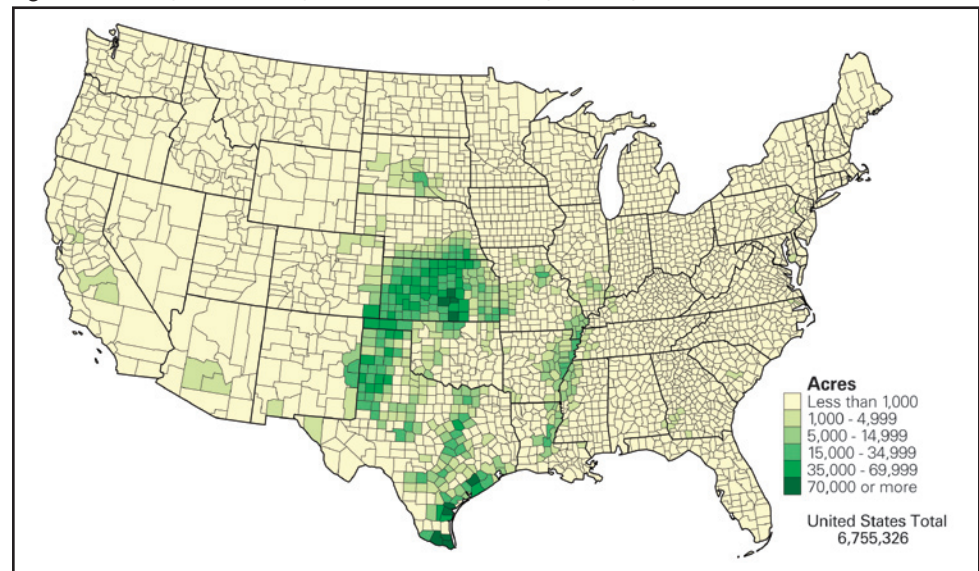 Acres
Less than 1,000
1,000 - 4,999
5,000 - 14,999
15,000 - 34,999
35,000 - 69,999
70,000 or more
United States Total
6,755,326